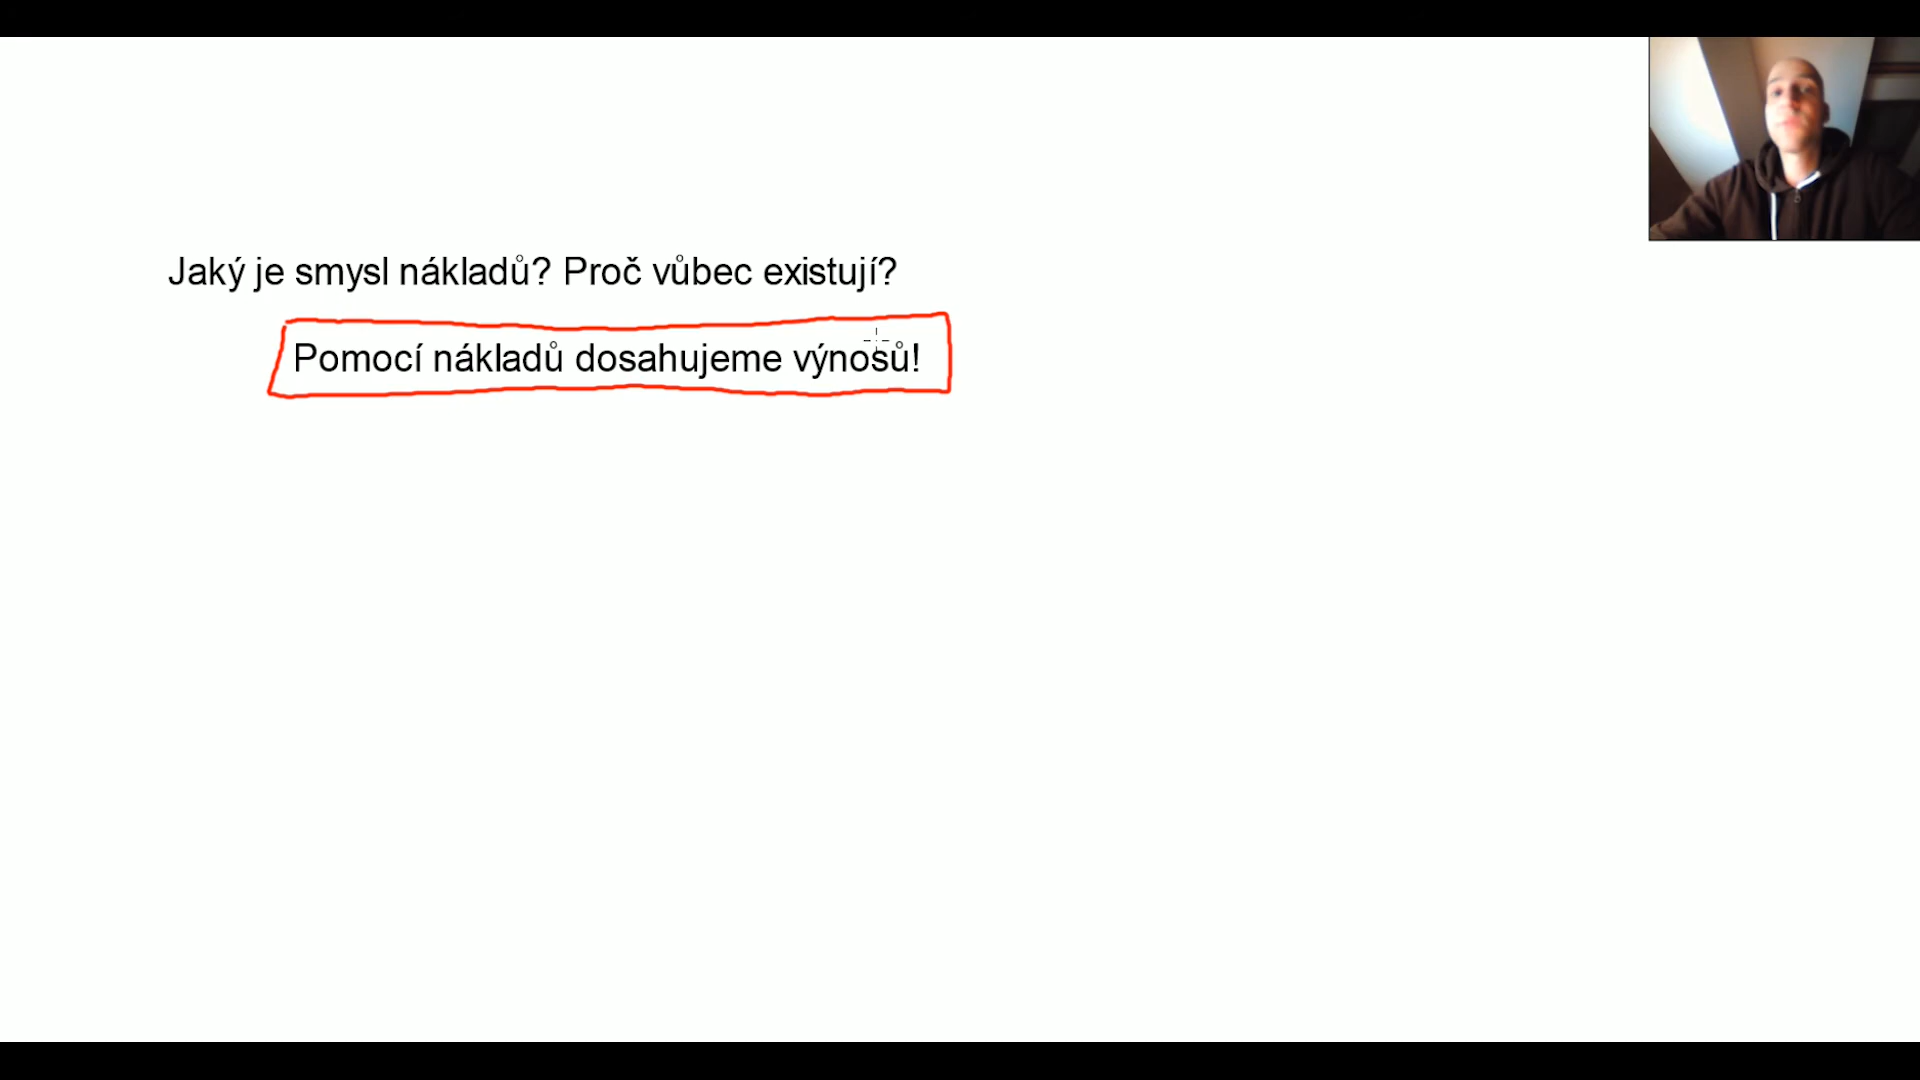 Jaký je smysl nákladů? Proč vůbec existují?
Pomocí nákladů dosahujeme výnosů!